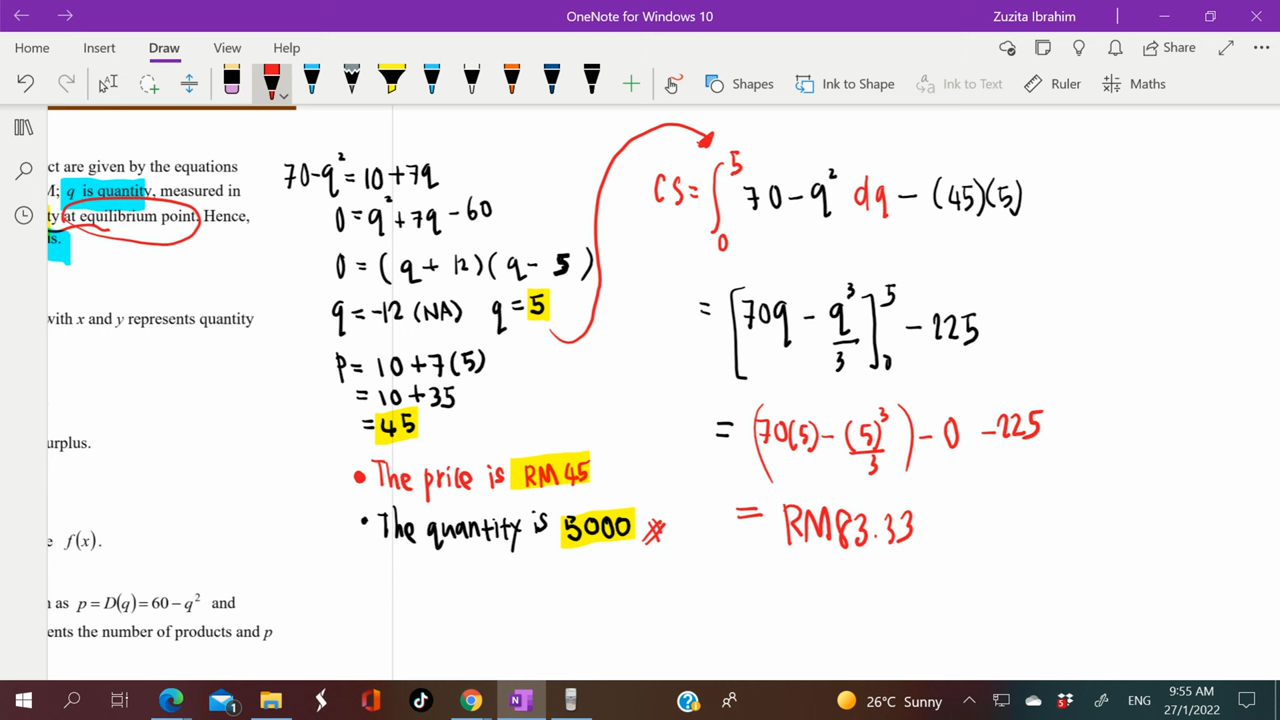 OneNote for Windows 10
Zuzita Ibrahim
Home Insert Draw View Help
Share
Shapes
Ink to Shape
Ink to Text
Ruler
Maths
ct are given by the equations
M; q is quantity, measured in
ty at equilibrium point. Hence,
us.
with x and y represents quantity
urplus.
e f(x).
n as p = D(q) = 60 − q² and
ents the number of products and p
70 - q² = 10 + 7q
0 = q² + 7q - 60
0 = (q + 12)(q - 5)
q = -12 (NA) q = 5
P = 10 + 7(5)
= 10 + 35
= 45
• The price is RM 45
• The quantity is 5000
CS = ∫₀⁵ 70 - q² dq - (45)(5)
= [70q - q³/3]₀⁵ - 225
= (70(5) - (5)³/3) - 0 - 225
= RM83.33
1
5
26°C Sunny
ENG
9:55 AM
27/1/2022